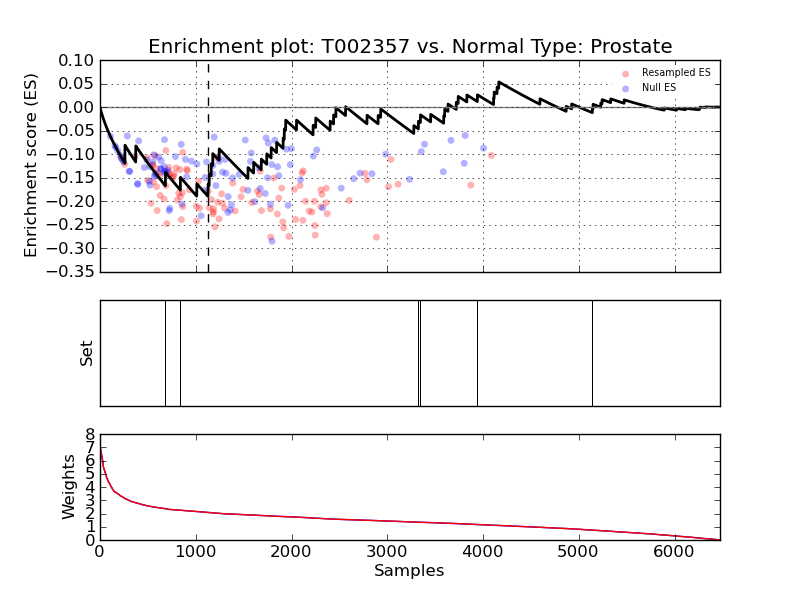 Enrichment plot: T002357 vs. Normal Type: Prostate
Enrichment score (ES)
0.10
0.05
0.00
−0.05
−0.10
−0.15
−0.20
−0.25
−0.30
−0.35
Resampled ES
Null ES
Set
Weights
8
7
6
5
4
3
2
1
0
0 1000 2000 3000 4000 5000 6000
Samples